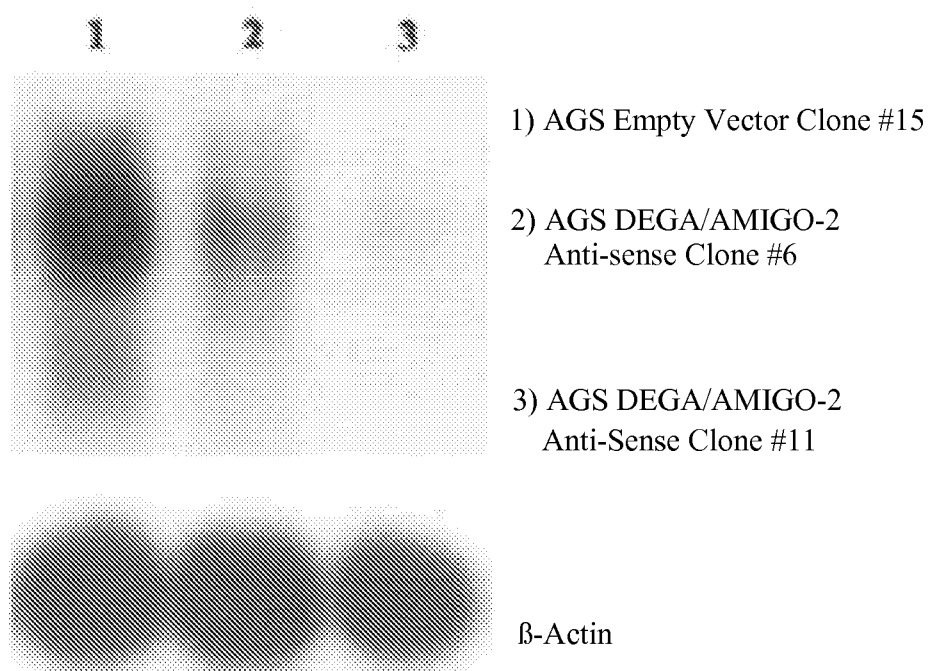 1 2 3
1) AGS Empty Vector Clone #15
2) AGS DEGA/AMIGO-2
Anti-sense Clone #6
3) AGS DEGA/AMIGO-2
Anti-Sense Clone #11
ß-Actin